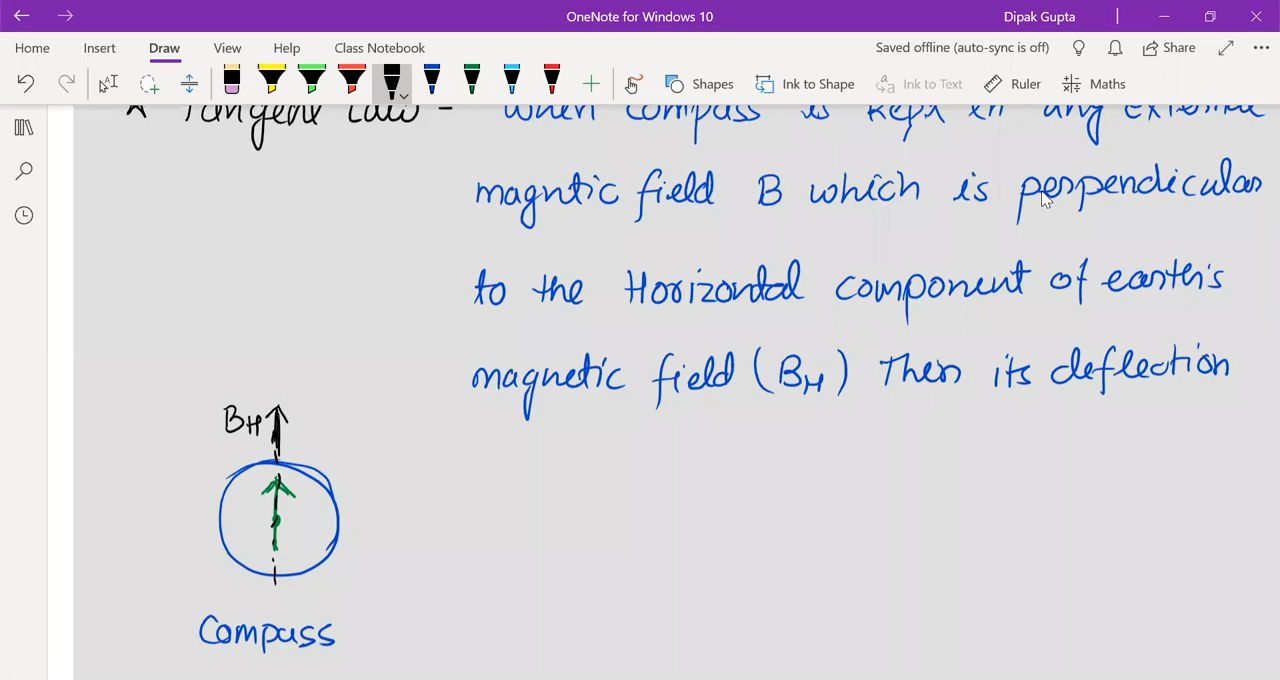 OneNote for Windows 10
Dipak Gupta
Home Insert Draw View Help Class Notebook
Saved offline (auto-sync is off) Share
Shapes Ink to Shape Ink to Text Ruler Maths
* Tangent Law - when compass is kept in any external
magntic field B which is perpendicular
to the Horizontal component of earth's
magnetic field (BH) Then its deflection
BH
Compass